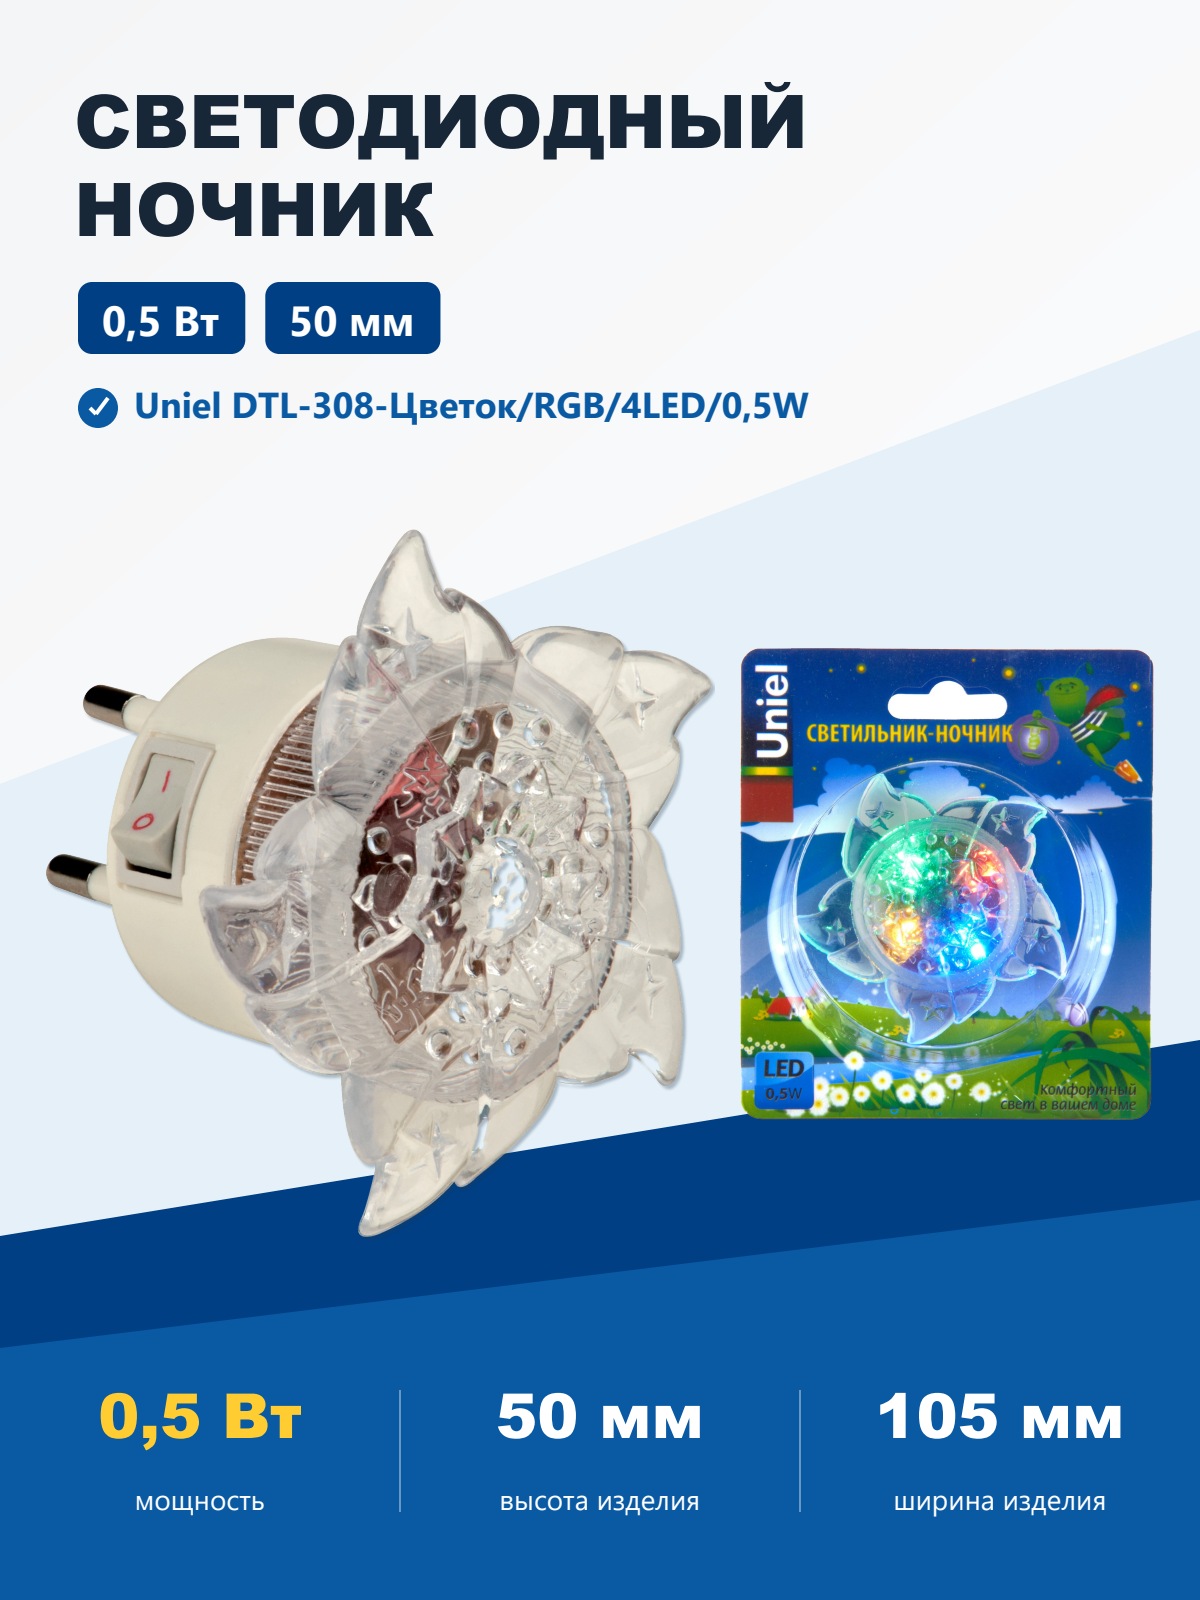 СВЕТОДИОДНЫЙ
НОЧНИК
0,5 Вт
50 мм
Uniel DTL-308-Цветок/RGB/4LED/0,5W
Uniel
СВЕТИЛЬНИК-НОЧНИК
LED
0,5W
Комфортный
свет в вашем доме
0,5 Вт
50 мм
105 мм
мощность
высота изделия
ширина изделия